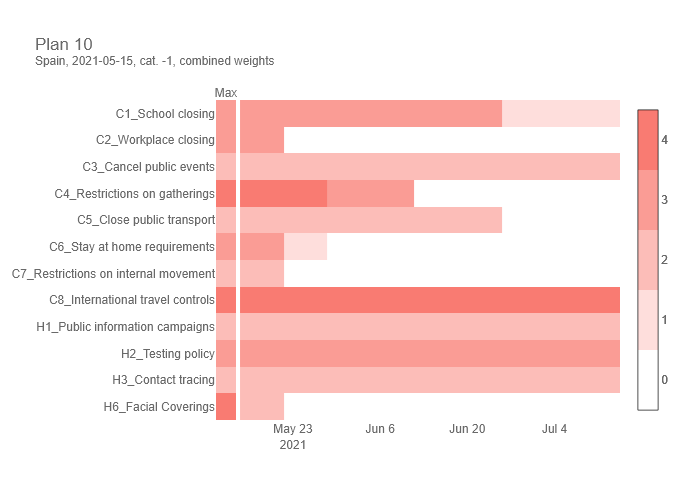 Plan 10
Spain, 2021-05-15, cat. -1, combined weights
Max
C1_School closing
C2_Workplace closing
C3_Cancel public events
C4_Restrictions on gatherings
C5_Close public transport
C6_Stay at home requirements
C7_Restrictions on internal movement
C8_International travel controls
H1_Public information campaigns
H2_Testing policy
H3_Contact tracing
H6_Facial Coverings
May 23 Jun 6 Jun 20 Jul 4
2021
4
3
2
1
0